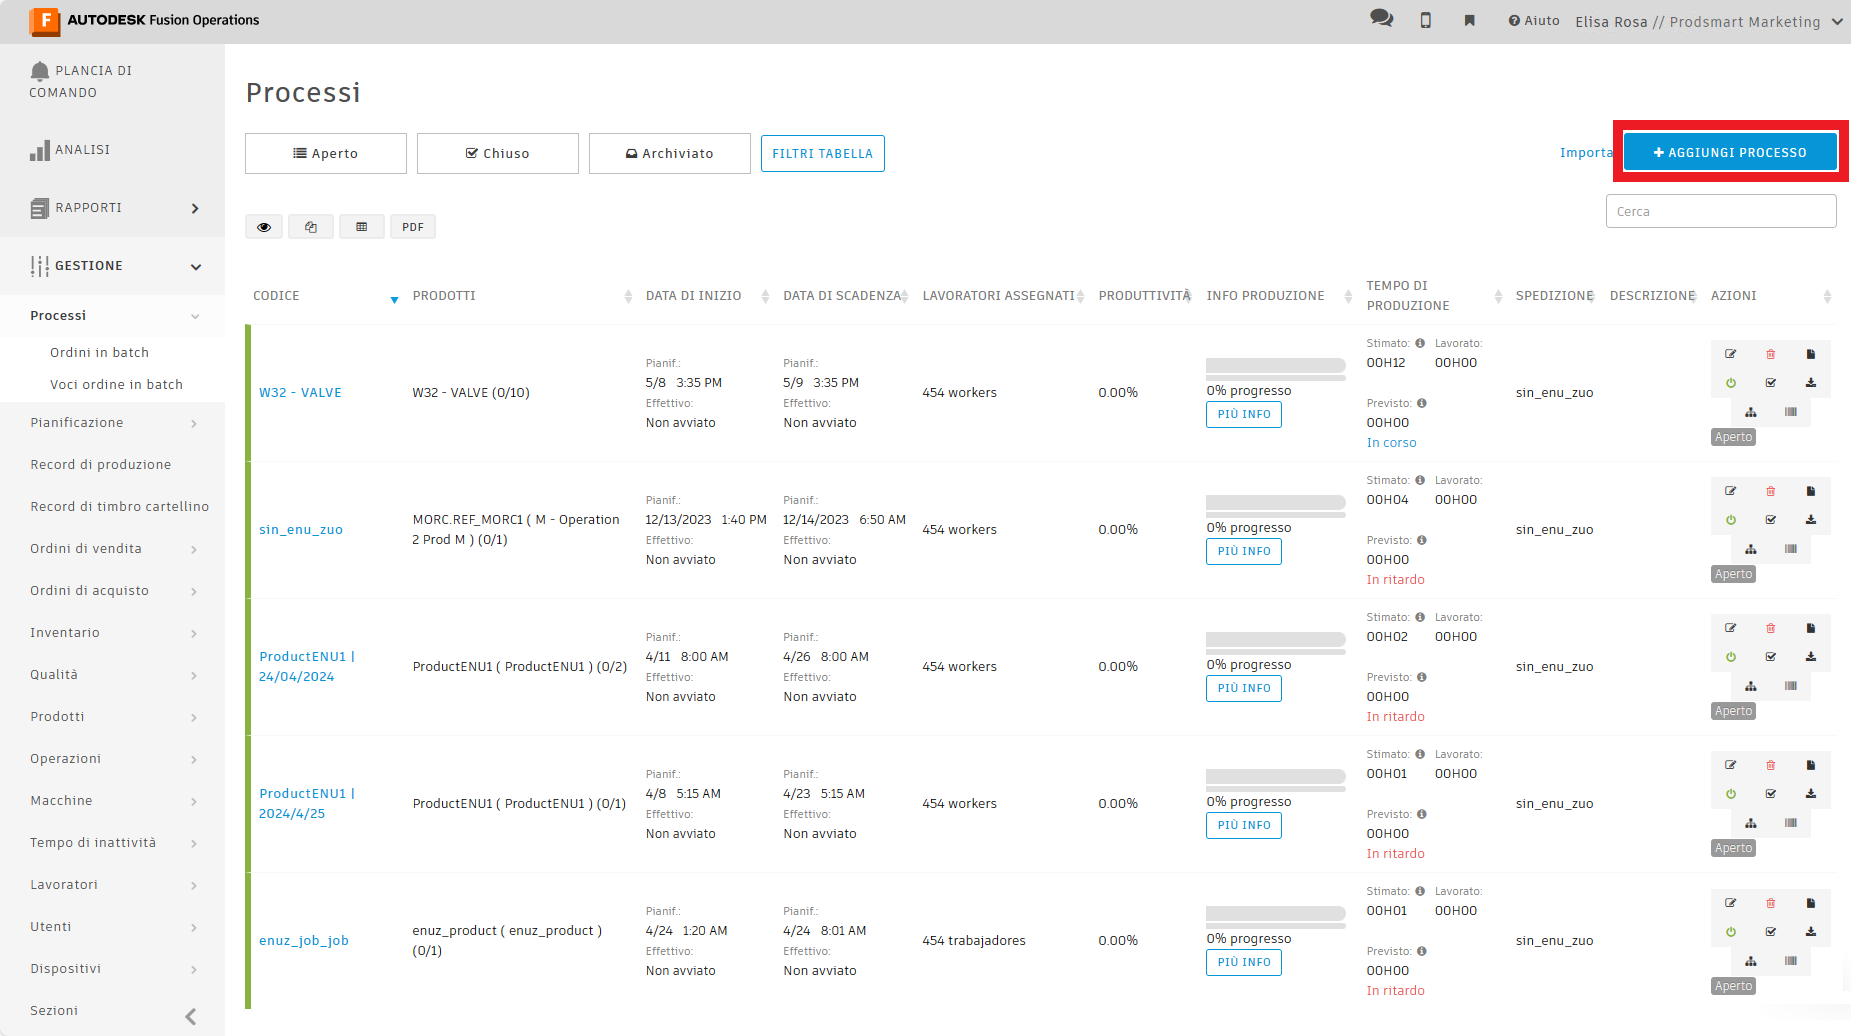 AUTODESK Fusion Operations
Aiuto
Elisa Rosa // Prodsmart Marketing
PLANCIA DI
COMANDO
ANALISI
RAPPORTI
GESTIONE
Processi
Ordini in batch
Voci ordine in batch
Pianificazione
Record di produzione
Record di timbro cartellino
Ordini di vendita
Ordini di acquisto
Inventario
Qualità
Prodotti
Operazioni
Macchine
Tempo di inattività
Lavoratori
Utenti
Dispositivi
Sezioni
Processi
Aperto
Chiuso
Archiviato
FILTRI TABELLA
Importa
+ AGGIUNGI PROCESSO
PDF
Cerca
CODICE
PRODOTTI
DATA DI INIZIO
DATA DI SCADENZA
LAVORATORI ASSEGNATI
PRODUTTIVITÀ
INFO PRODUZIONE
TEMPO DI
PRODUZIONE
SPEDIZIONE
DESCRIZIONE
AZIONI
W32 - VALVE
W32 - VALVE (0/10)
Pianif.:
5/8 3:35 PM
Effettivo:
Non avviato
Pianif.:
5/9 3:35 PM
Effettivo:
Non avviato
454 workers
0.00%
0% progresso
PIÙ INFO
Stimato: Lavorato:
00H12 00H00
Previsto:
00H00
In corso
sin_enu_zuo
Aperto
sin_enu_zuo
MORC.REF_MORC1 ( M - Operation
2 Prod M ) (0/1)
Pianif.:
12/13/2023 1:40 PM
Effettivo:
Non avviato
Pianif.:
12/14/2023 6:50 AM
Effettivo:
Non avviato
454 workers
0.00%
0% progresso
PIÙ INFO
Stimato: Lavorato:
00H04 00H00
Previsto:
00H00
In ritardo
sin_enu_zuo
Aperto
ProductENU1 |
24/04/2024
ProductENU1 ( ProductENU1 ) (0/2)
Pianif.:
4/11 8:00 AM
Effettivo:
Non avviato
Pianif.:
4/26 8:00 AM
Effettivo:
Non avviato
454 workers
0.00%
0% progresso
PIÙ INFO
Stimato: Lavorato:
00H02 00H00
Previsto:
00H00
In ritardo
sin_enu_zuo
Aperto
ProductENU1 |
2024/4/25
ProductENU1 ( ProductENU1 ) (0/1)
Pianif.:
4/8 5:15 AM
Effettivo:
Non avviato
Pianif.:
4/23 5:15 AM
Effettivo:
Non avviato
454 workers
0.00%
0% progresso
PIÙ INFO
Stimato: Lavorato:
00H01 00H00
Previsto:
00H00
In ritardo
sin_enu_zuo
Aperto
enuz_job_job
enuz_product ( enuz_product )
(0/1)
Pianif.:
4/24 1:20 AM
Effettivo:
Non avviato
Pianif.:
4/24 8:01 AM
Effettivo:
Non avviato
454 trabajadores
0.00%
0% progresso
PIÙ INFO
Stimato: Lavorato:
00H01 00H00
Previsto:
00H00
In ritardo
sin_enu_zuo
Aperto